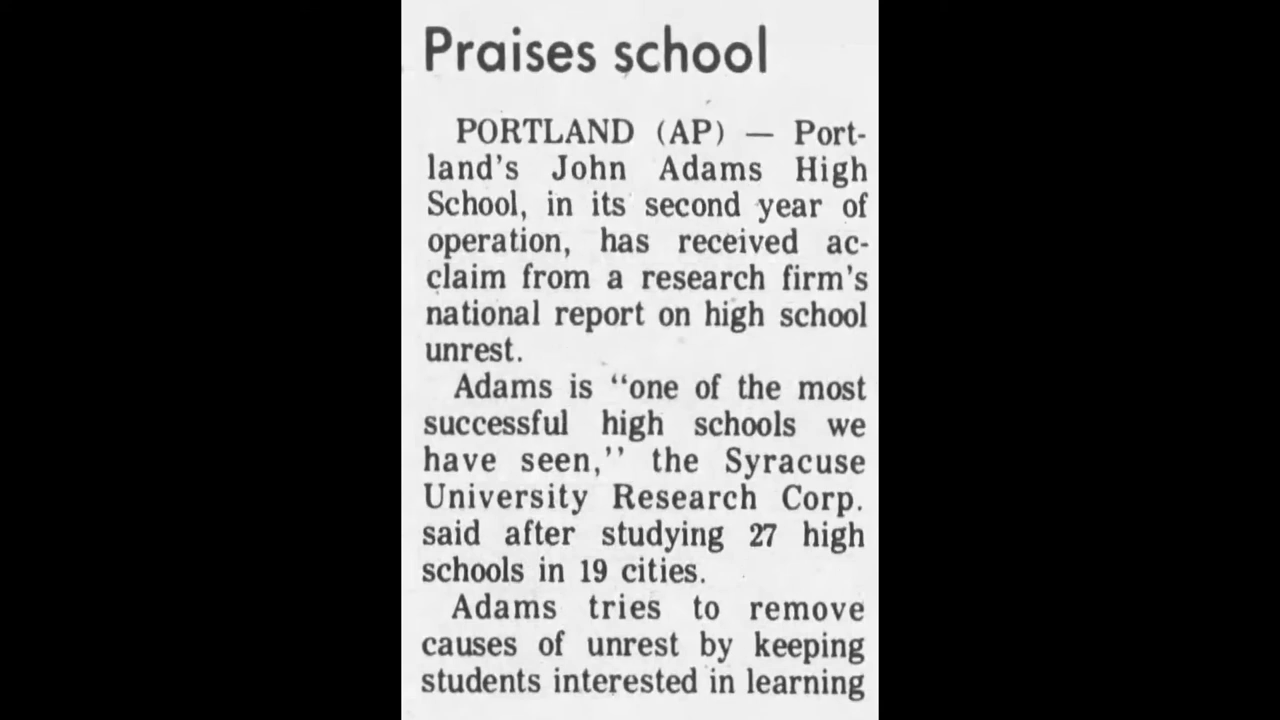 Praises school
PORTLAND (AP) — Port-
land's John Adams High
School, in its second year of
operation, has received ac-
claim from a research firm's
national report on high school
unrest.
Adams is "one of the most
successful high schools we
have seen,'' the Syracuse
University Research Corp.
said after studying 27 high
schools in 19 cities.
Adams tries to remove
causes of unrest by keeping
students interested in learning